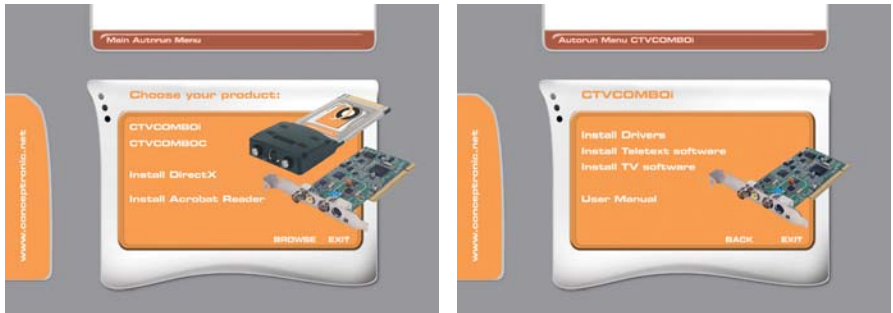 Main Autorun Menu
Choose your product:
CTVCOMBOi
CTVCOMBOC
Install DirectX
Install Acrobat Reader
BROWSE EXIT
www.conceptronic.net
Autorun Menu CTVCOMBOi
CTVCOMBOi
Install Drivers
Install Teletext software
Install TV software
User Manual
BACK EXIT
www.conceptronic.net